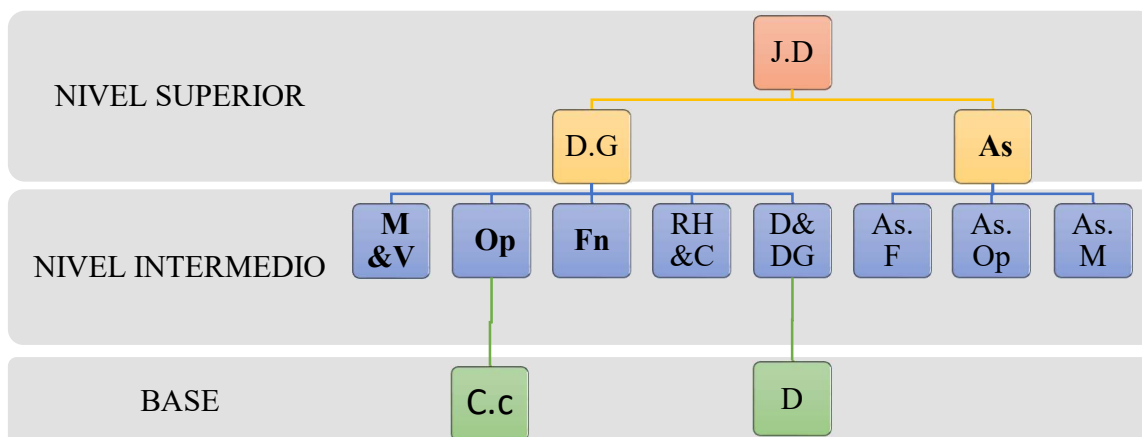 J.D
NIVEL SUPERIOR
D.G
As
NIVEL INTERMEDIO
M
&V
Op
Fn
RH
&C
D&
DG
As.
F
As.
Op
As.
M
BASE
C.c
D